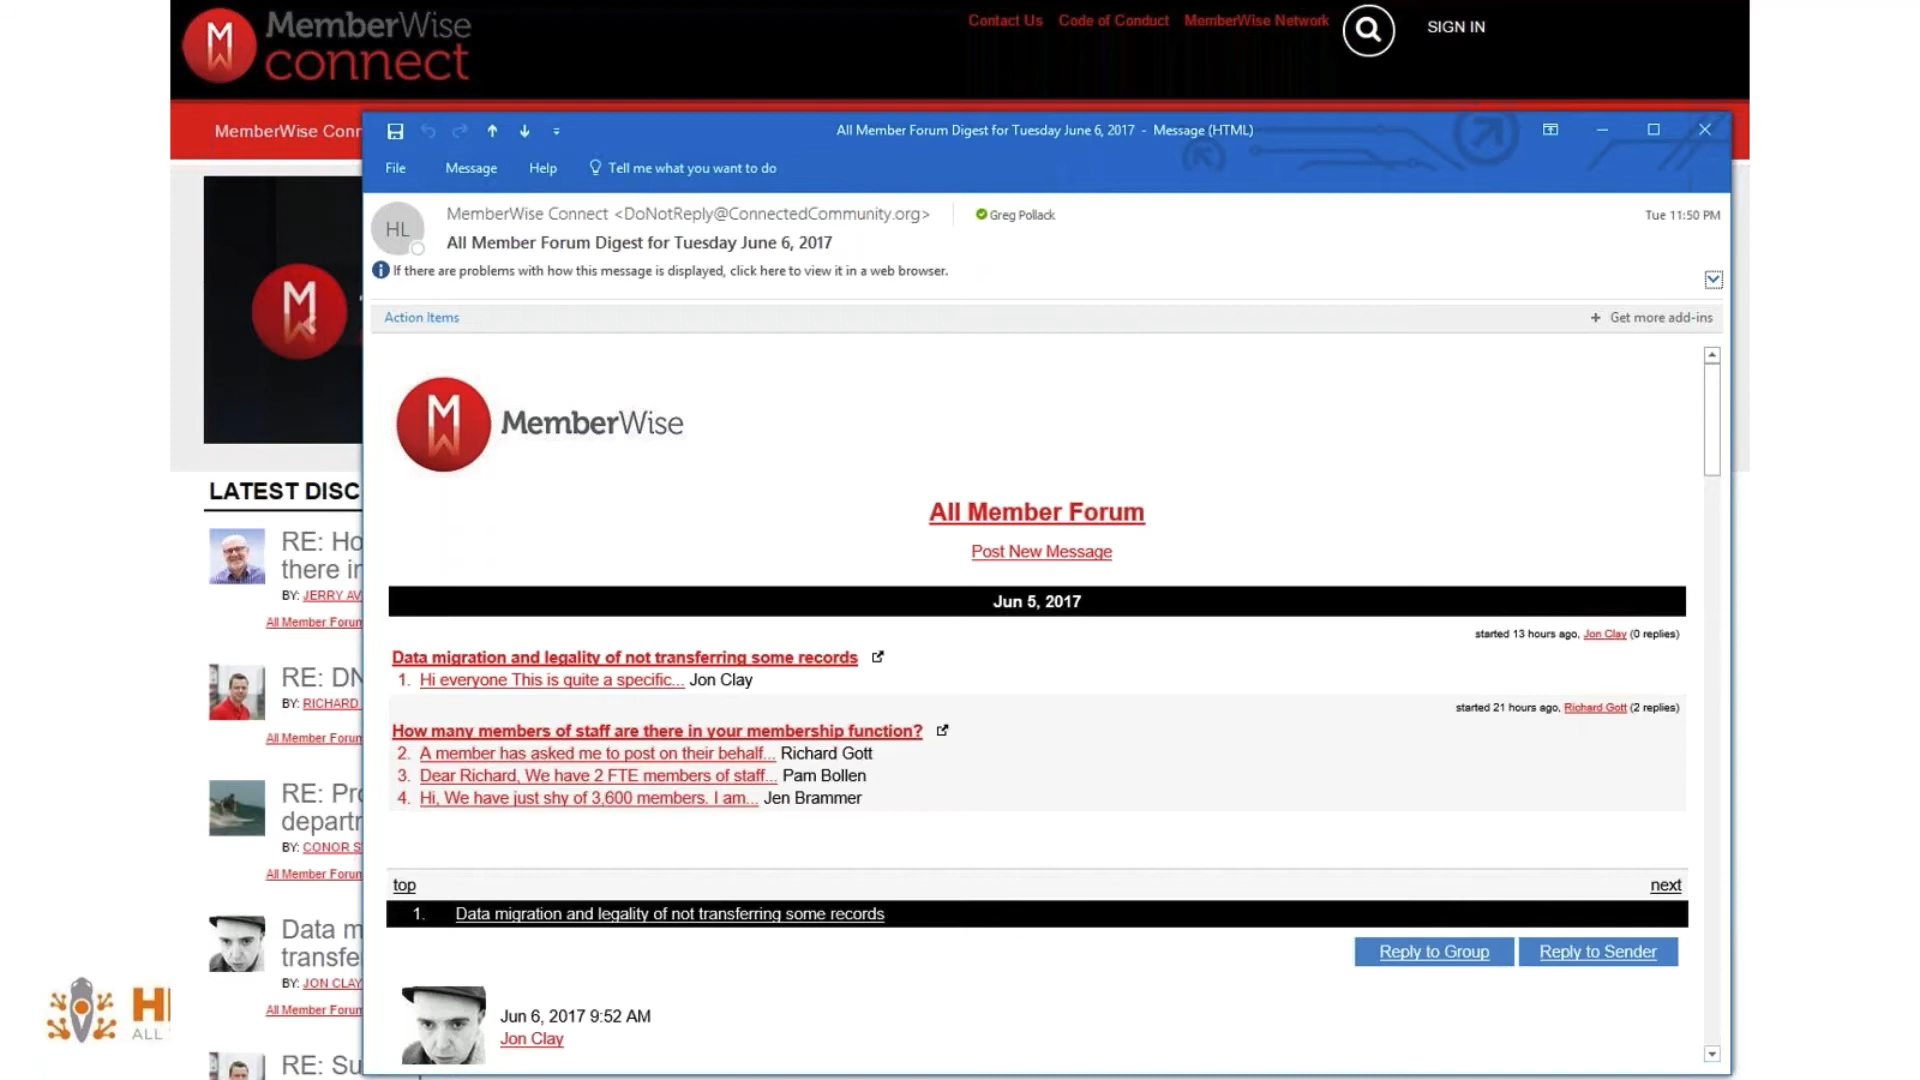 MemberWise
connect
Contact Us Code of Conduct MemberWise Network
SIGN IN
MemberWise Conn
All Member Forum Digest for Tuesday June 6, 2017 - Message (HTML)
File Message Help Tell me what you want to do
HL
MemberWise Connect <DoNotReply@ConnectedCommunity.org>
Greg Pollack
Tue 11:50 PM
All Member Forum Digest for Tuesday June 6, 2017
If there are problems with how this message is displayed, click here to view it in a web browser.
Action Items
+ Get more add-ins
MemberWise
All Member Forum
Post New Message
Jun 5, 2017
started 13 hours ago, Jon Clay (0 replies)
Data migration and legality of not transferring some records
1. Hi everyone This is quite a specific... Jon Clay
started 21 hours ago, Richard Gott (2 replies)
How many members of staff are there in your membership function?
2. A member has asked me to post on their behalf... Richard Gott
3. Dear Richard, We have 2 FTE members of staff... Pam Bollen
4. Hi, We have just shy of 3,600 members. I am... Jen Brammer
top next
1. Data migration and legality of not transferring some records
Reply to Group Reply to Sender
Jun 6, 2017 9:52 AM
Jon Clay
LATEST DISC
RE: Ho
there in
BY: JERRY AV
All Member Forum
RE: DN
BY: RICHARD
All Member Forum
RE: Pro
departr
BY: CONOR S
All Member Forum
Data m
transfe
BY: JON CLAY
All Member Forum
RE: Su
H
ALL